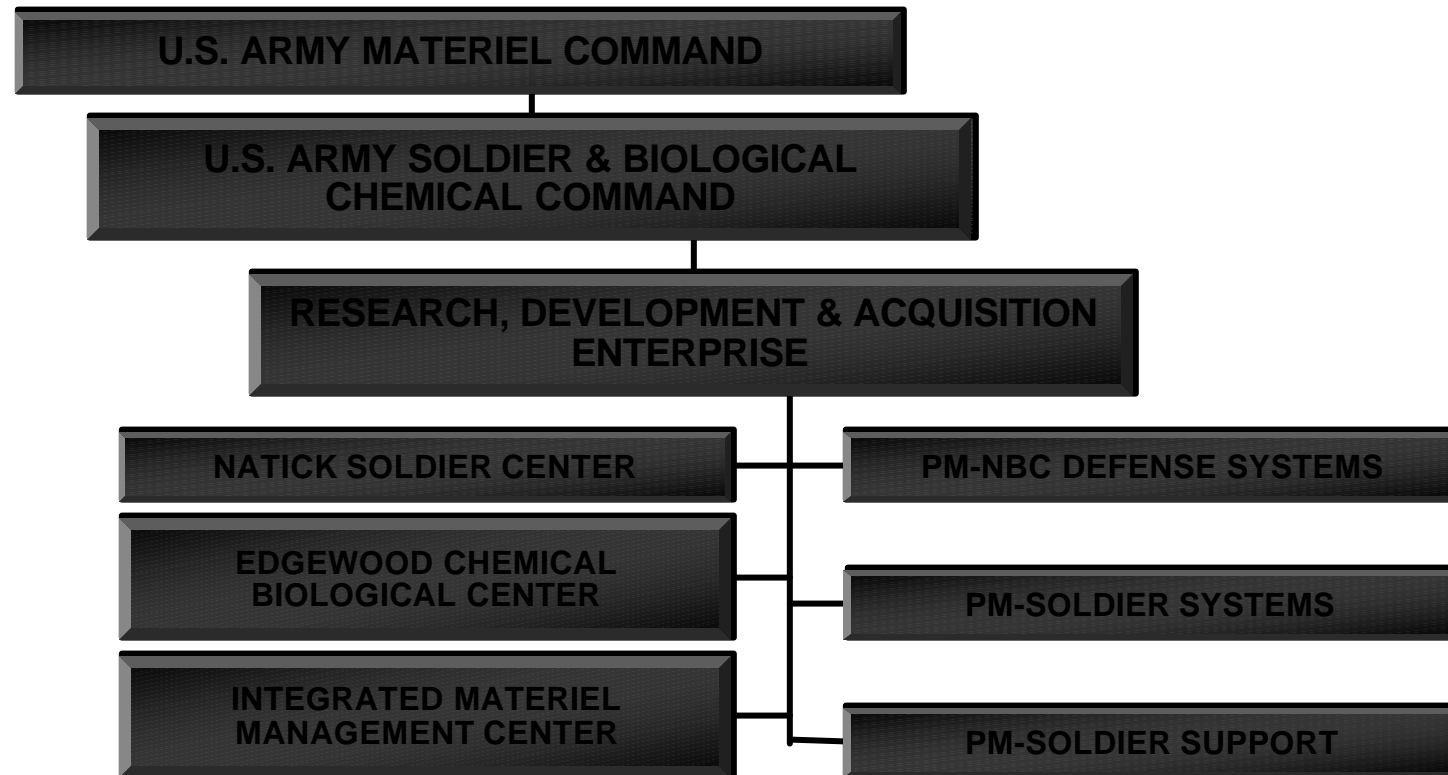 U.S. ARMY MATERIEL COMMAND
U.S. ARMY SOLDIER & BIOLOGICAL
CHEMICAL COMMAND
RESEARCH, DEVELOPMENT & ACQUISITION
ENTERPRISE
NATICK SOLDIER CENTER
PM-NBC DEFENSE SYSTEMS
EDGEWOOD CHEMICAL
BIOLOGICAL CENTER
PM-SOLDIER SYSTEMS
INTEGRATED MATERIEL
MANAGEMENT CENTER
PM-SOLDIER SUPPORT